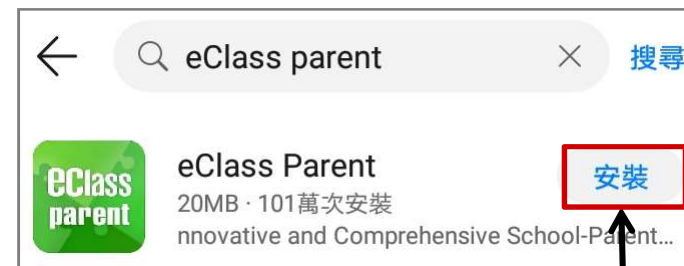 eClass parent
搜尋
eClass
parent
eClass Parent
安裝
20MB · 101萬次安裝
nnovative and Comprehensive School-Parent...